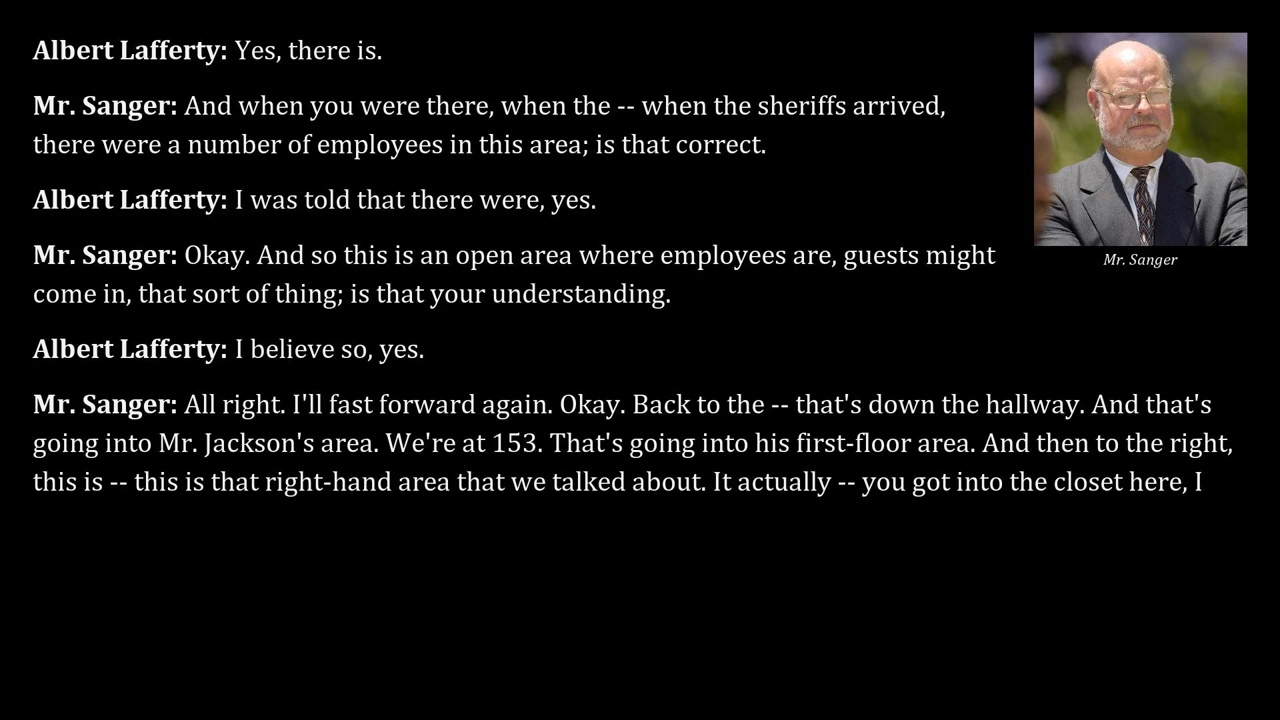 Albert Lafferty: Yes, there is.
Mr. Sanger: And when you were there, when the -- when the sheriffs arrived,
there were a number of employees in this area; is that correct.
Albert Lafferty: I was told that there were, yes.
Mr. Sanger: Okay. And so this is an open area where employees are, guests might
come in, that sort of thing; is that your understanding.
Mr. Sanger
Albert Lafferty: I believe so, yes.
Mr. Sanger: All right. I'll fast forward again. Okay. Back to the -- that's down the hallway. And that's
going into Mr. Jackson's area. We're at 153. That's going into his first-floor area. And then to the right,
this is -- this is that right-hand area that we talked about. It actually -- you got into the closet here, I